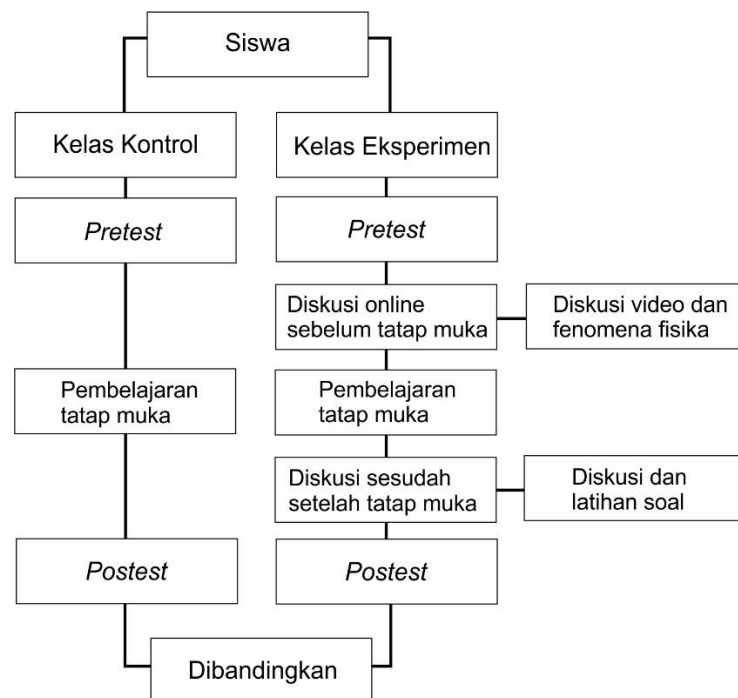 Siswa
Kelas Kontrol
Kelas Eksperimen
Pretest
Pretest
Diskusi online
sebelum tatap muka
Diskusi video dan
fenomena fisika
Pembelajaran
tatap muka
Pembelajaran
tatap muka
Diskusi sesudah
setelah tatap muka
Diskusi dan
latihan soal
Postest
Postest
Dibandingkan